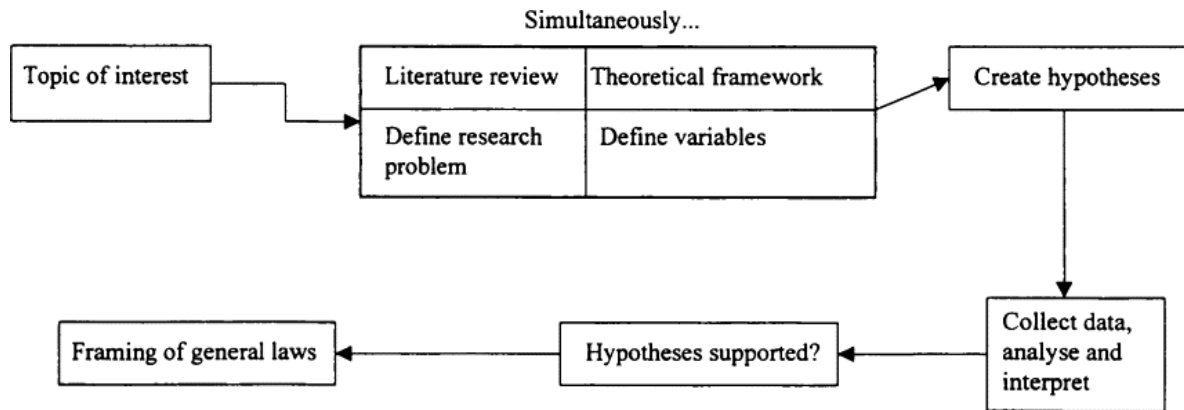 Simultaneously...
Topic of interest
Literature review
Theoretical framework
Define research
problem
Define variables
Create hypotheses
Collect data,
analyse and
interpret
Hypotheses supported?
Framing of general laws